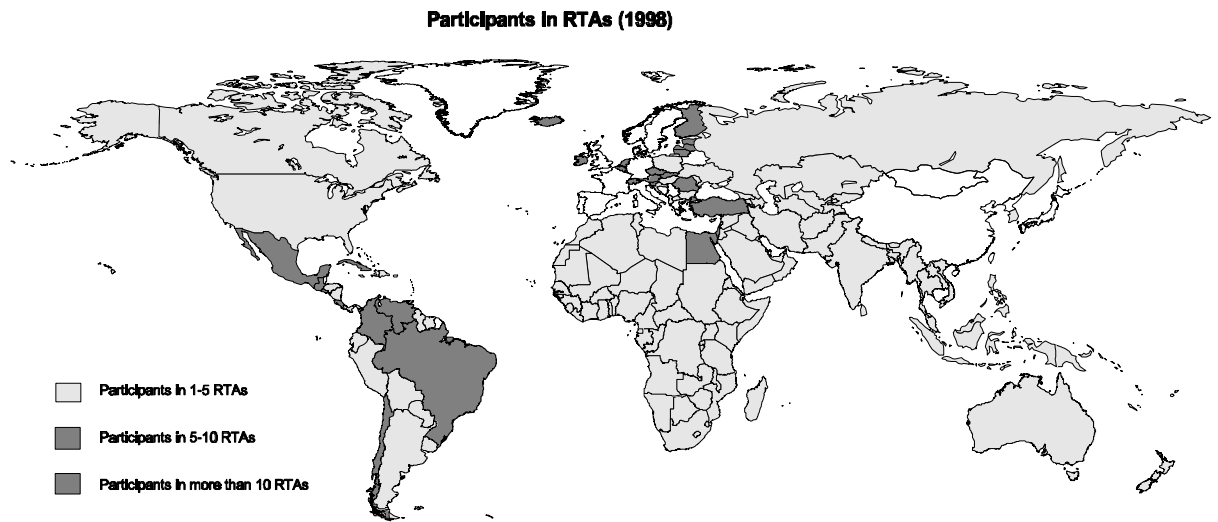 Participants in RTAs (1998)
Participants in 1-5 RTAs
Participants in 5-10 RTAs
Participants in more than 10 RTAs